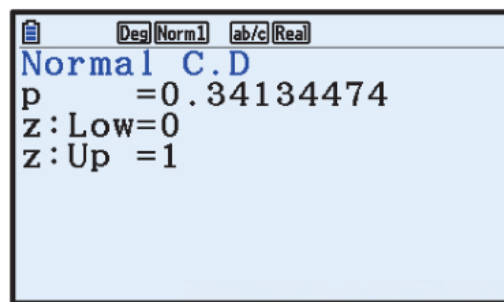 Deg Norm1 ab/c Real
Normal C.D
p =0.34134474
z:Low=0
z:Up =1